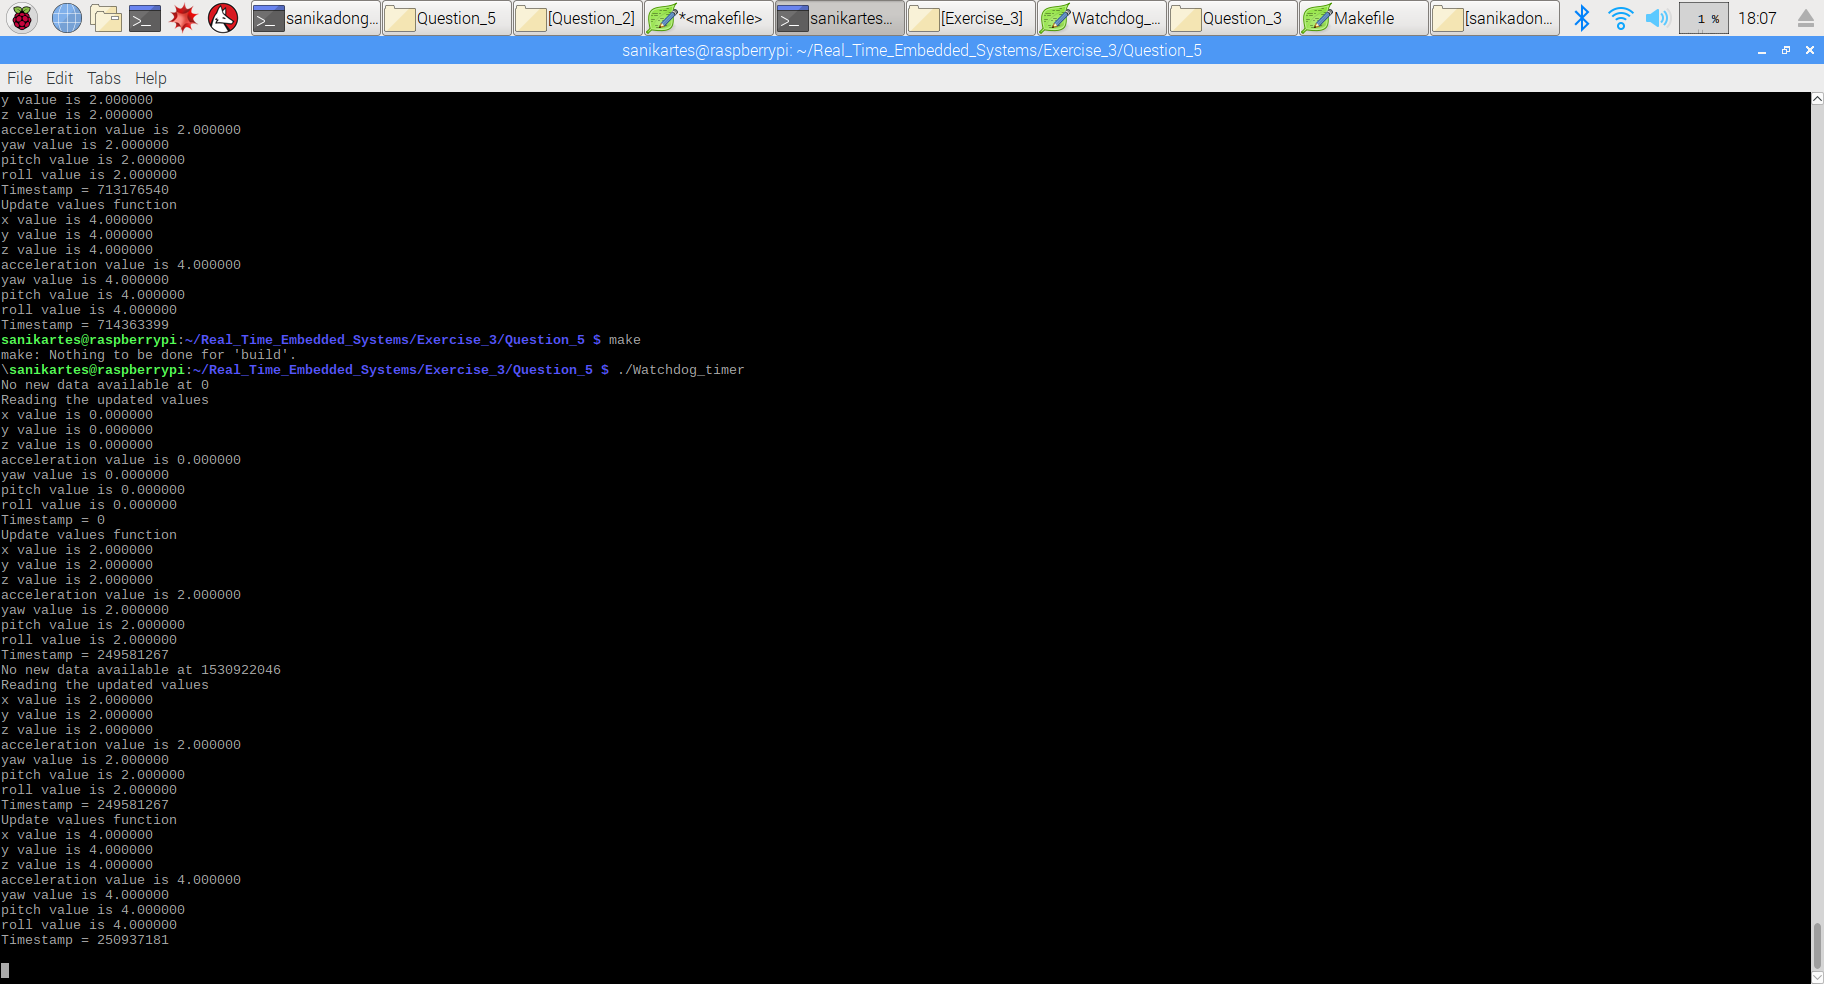 sanikadong... Question_5 [Question_2] *<makefile> sanikartes... [Exercise_3] Watchdog_... Question_3 Makefile [sanikadon... 1 % 18:07
sanikartes@raspberrypi: ~/Real_Time_Embedded_Systems/Exercise_3/Question_5
File Edit Tabs Help
y value is 2.000000
z value is 2.000000
acceleration value is 2.000000
yaw value is 2.000000
pitch value is 2.000000
roll value is 2.000000
Timestamp = 713176540
Update values function
x value is 4.000000
y value is 4.000000
z value is 4.000000
acceleration value is 4.000000
yaw value is 4.000000
pitch value is 4.000000
roll value is 4.000000
Timestamp = 714363399
sanikartes@raspberrypi:~/Real_Time_Embedded_Systems/Exercise_3/Question_5 $ make
make: Nothing to be done for 'build'.
\sanikartes@raspberrypi:~/Real_Time_Embedded_Systems/Exercise_3/Question_5 $ ./Watchdog_timer
No new data available at 0
Reading the updated values
x value is 0.000000
y value is 0.000000
z value is 0.000000
acceleration value is 0.000000
yaw value is 0.000000
pitch value is 0.000000
roll value is 0.000000
Timestamp = 0
Update values function
x value is 2.000000
y value is 2.000000
z value is 2.000000
acceleration value is 2.000000
yaw value is 2.000000
pitch value is 2.000000
roll value is 2.000000
Timestamp = 249581267
No new data available at 1530922046
Reading the updated values
x value is 2.000000
y value is 2.000000
z value is 2.000000
acceleration value is 2.000000
yaw value is 2.000000
pitch value is 2.000000
roll value is 2.000000
Timestamp = 249581267
Update values function
x value is 4.000000
y value is 4.000000
z value is 4.000000
acceleration value is 4.000000
yaw value is 4.000000
pitch value is 4.000000
roll value is 4.000000
Timestamp = 250937181